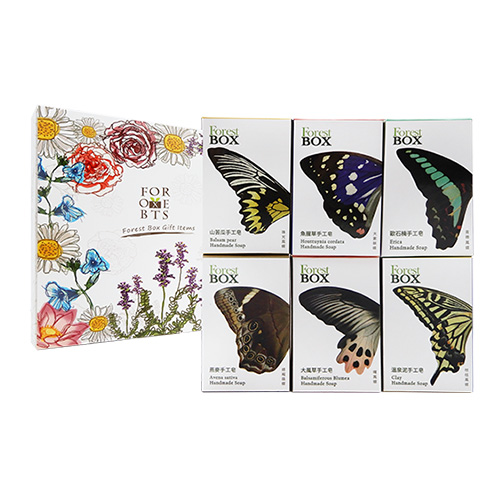 FOR
OXE
BTS
Forest Box Gift Items
Forest
BOX
山苦瓜手工皂
Balsam pear
Handmade Soap
Forest
BOX
魚腥草手工皂
Houttuynia cordata
Handmade Soap
Forest
BOX
歐石楠手工皂
Erica
Handmade Soap
Forest
BOX
燕麥手工皂
Avena sativa
Handmade Soap
Forest
BOX
大風草手工皂
Balsamiferous Blumea
Handmade Soap
Forest
BOX
溫泉泥手工皂
Clay
Handmade Soap